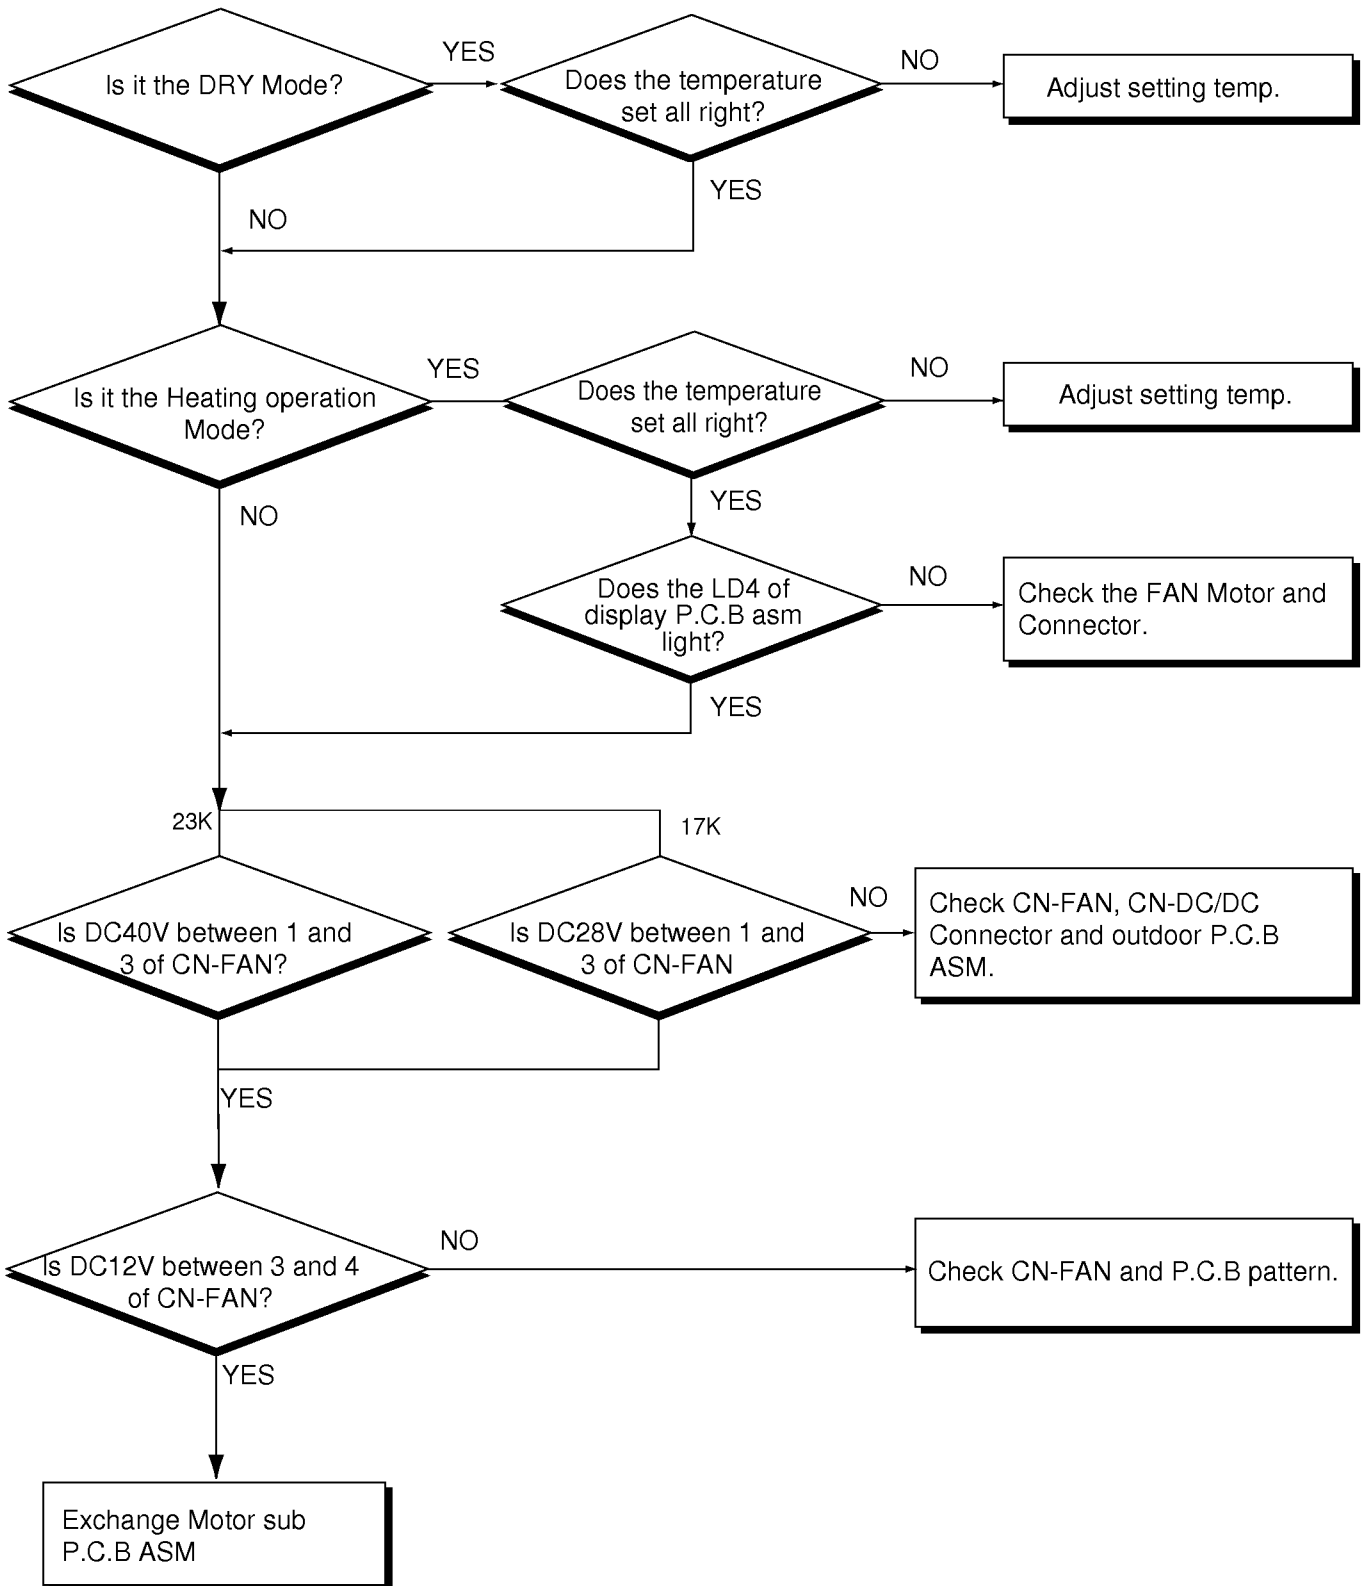 Is it the DRY Mode?
YES
Does the temperature
set all right?
NO
Adjust setting temp.
YES
NO
Is it the Heating operation
Mode?
YES
Does the temperature
set all right?
NO
Adjust setting temp.
YES
NO
Does the LD4 of
display P.C.B asm
light?
NO
Check the FAN Motor and
Connector.
YES
23K
17K
Is DC40V between 1 and
3 of CN-FAN?
Is DC28V between 1 and
3 of CN-FAN
NO
Check CN-FAN, CN-DC/DC
Connector and outdoor P.C.B
ASM.
YES
Is DC12V between 3 and 4
of CN-FAN?
NO
Check CN-FAN and P.C.B pattern.
YES
Exchange Motor sub
P.C.B ASM